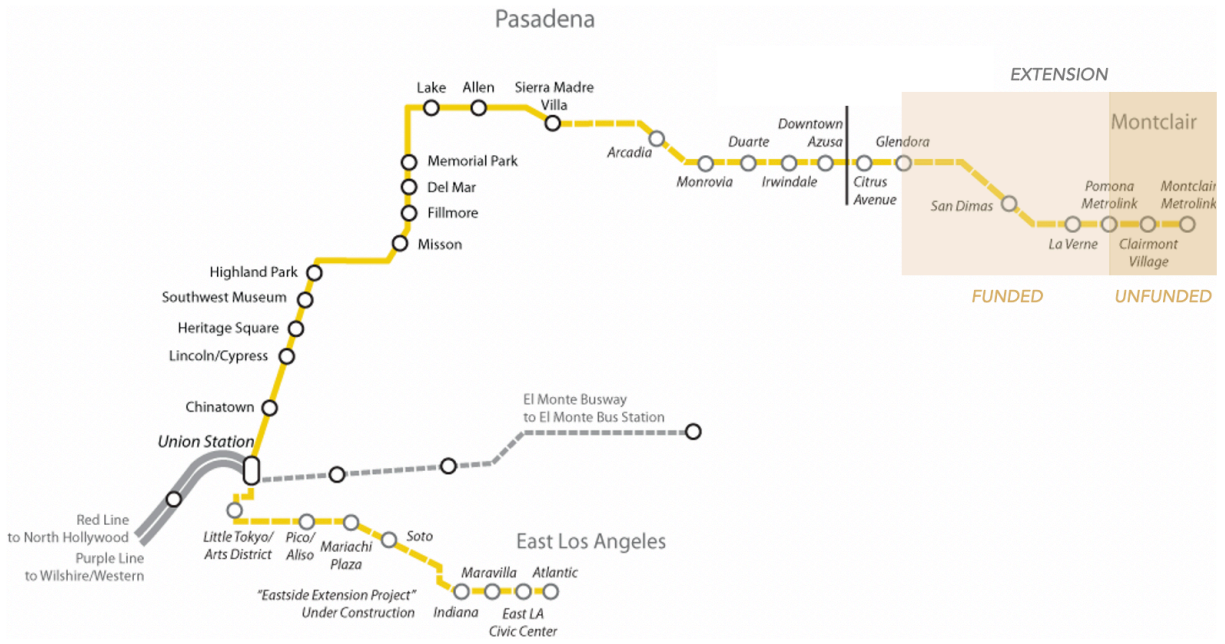 Pasadena
EXTENSION
Lake
Allen
Sierra Madre
Villa
Arcadia
Monrovia
Duarte
Irwindale
Downtown
Azusa
Citrus
Avenue
Glendora
Montclair
San Dimas
La Verne
Pomona
Metrolink
Clairmont
Village
Montclair
Metrolink
FUNDED
UNFUNDED
Memorial Park
Del Mar
Fillmore
Misson
Highland Park
Southwest Museum
Heritage Square
Lincoln/Cypress
Chinatown
Union Station
El Monte Busway
to El Monte Bus Station
Red Line
to North Hollywood
Purple Line
to Wilshire/Western
Little Tokyo/
Arts District
Pico/
Aliso
Mariachi
Plaza
Soto
East Los Angeles
"Eastside Extension Project"
Under Construction
Indiana
Maravilla
East LA
Civic Center
Atlantic